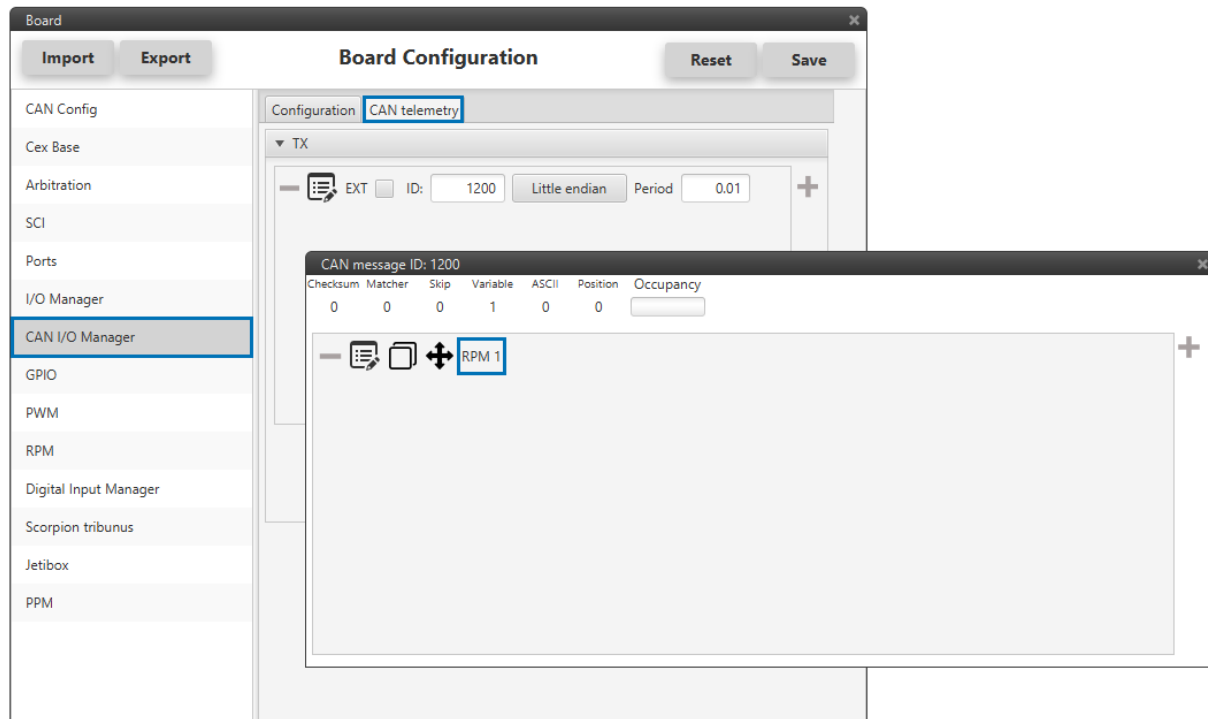 Board
Import Export Board Configuration Reset Save
CAN Config
Cex Base
Arbitration
SCI
Ports
I/O Manager
CAN I/O Manager
GPIO
PWM
RPM
Digital Input Manager
Scorpion tribunus
Jetibox
PPM
Configuration CAN telemetry
TX
EXT ID: 1200 Little endian Period 0.01
CAN message ID: 1200
Checksum Matcher Skip Variable ASCII Position Occupancy
0 0 0 1 0 0
RPM 1